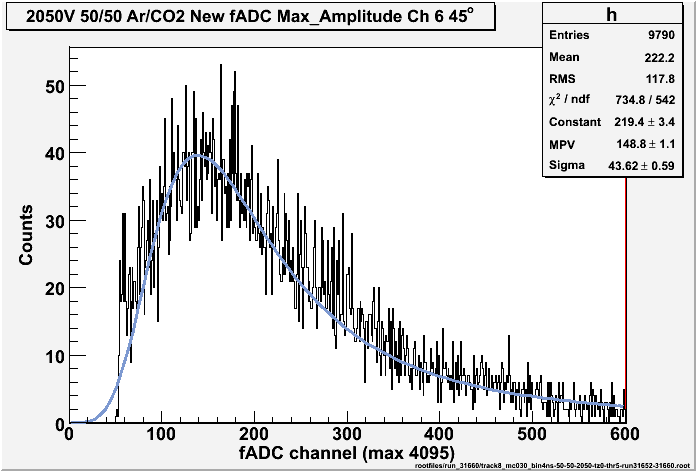 2050V 50/50 Ar/CO2 New fADC Max_Amplitude Ch 6 45°
h
Entries 9790
Mean 222.2
RMS 117.8
χ² / ndf 734.8 / 542
Constant 219.4 ± 3.4
MPV 148.8 ± 1.1
Sigma 43.62 ± 0.59
Counts
50
40
30
20
10
0
0 100 200 300 400 500 600
fADC channel (max 4095)
rootfiles/run_31660/track8_mc030_bin4ns-50-50-2050-tz0-thr5-run31652-31660.root